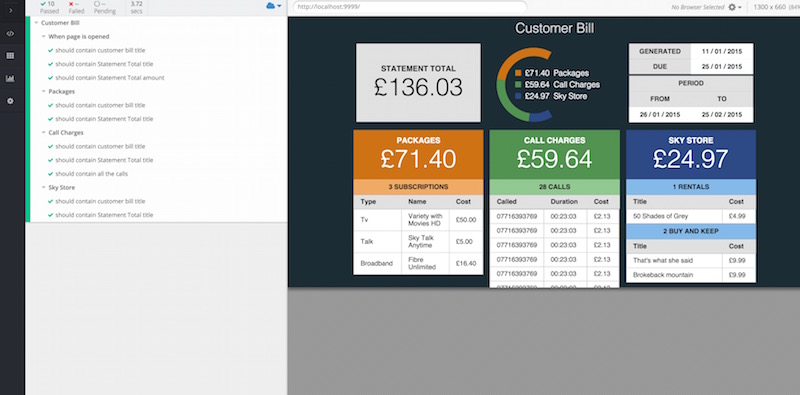 10 -- -- 3.72
Passed Failed Pending secs
Customer Bill
When page is opened
should contain customer bill title
should contain Statement Total title
should contain Statement Total amount
Packages
should contain customer bill title
should contain Statement Total title
Call Charges
should contain customer bill title
should contain Statement Total title
should contain all the calls
Sky Store
should contain customer bill title
should contain Statement Total title
http://localhost:9999/
No Browser Selected
1300 x 660 (84%
Customer Bill
STATEMENT TOTAL
£136.03
£71.40 Packages
£59.64 Call Charges
£24.97 Sky Store
GENERATED 11 / 01 / 2015
DUE 25 / 01 / 2015
PERIOD
FROM TO
26 / 01 / 2015 25 / 02 / 2015
PACKAGES
£71.40
3 SUBSCRIPTIONS
Type Name Cost
Tv Variety with Movies HD £50.00
Talk Sky Talk Anytime £5.00
Broadband Fibre Unlimited £16.40
CALL CHARGES
£59.64
28 CALLS
Called Duration Cost
07716393769 00:23:03 £2.13
07716393769 00:23:03 £2.13
07716393769 00:23:03 £2.13
07716393769 00:23:03 £2.13
07716393769 00:23:03 £2.13
07716393769 00:23:03 £2.13
SKY STORE
£24.97
1 RENTALS
Title Cost
50 Shades of Grey £4.99
2 BUY AND KEEP
Title Cost
That's what she said £9.99
Brokeback mountain £9.99